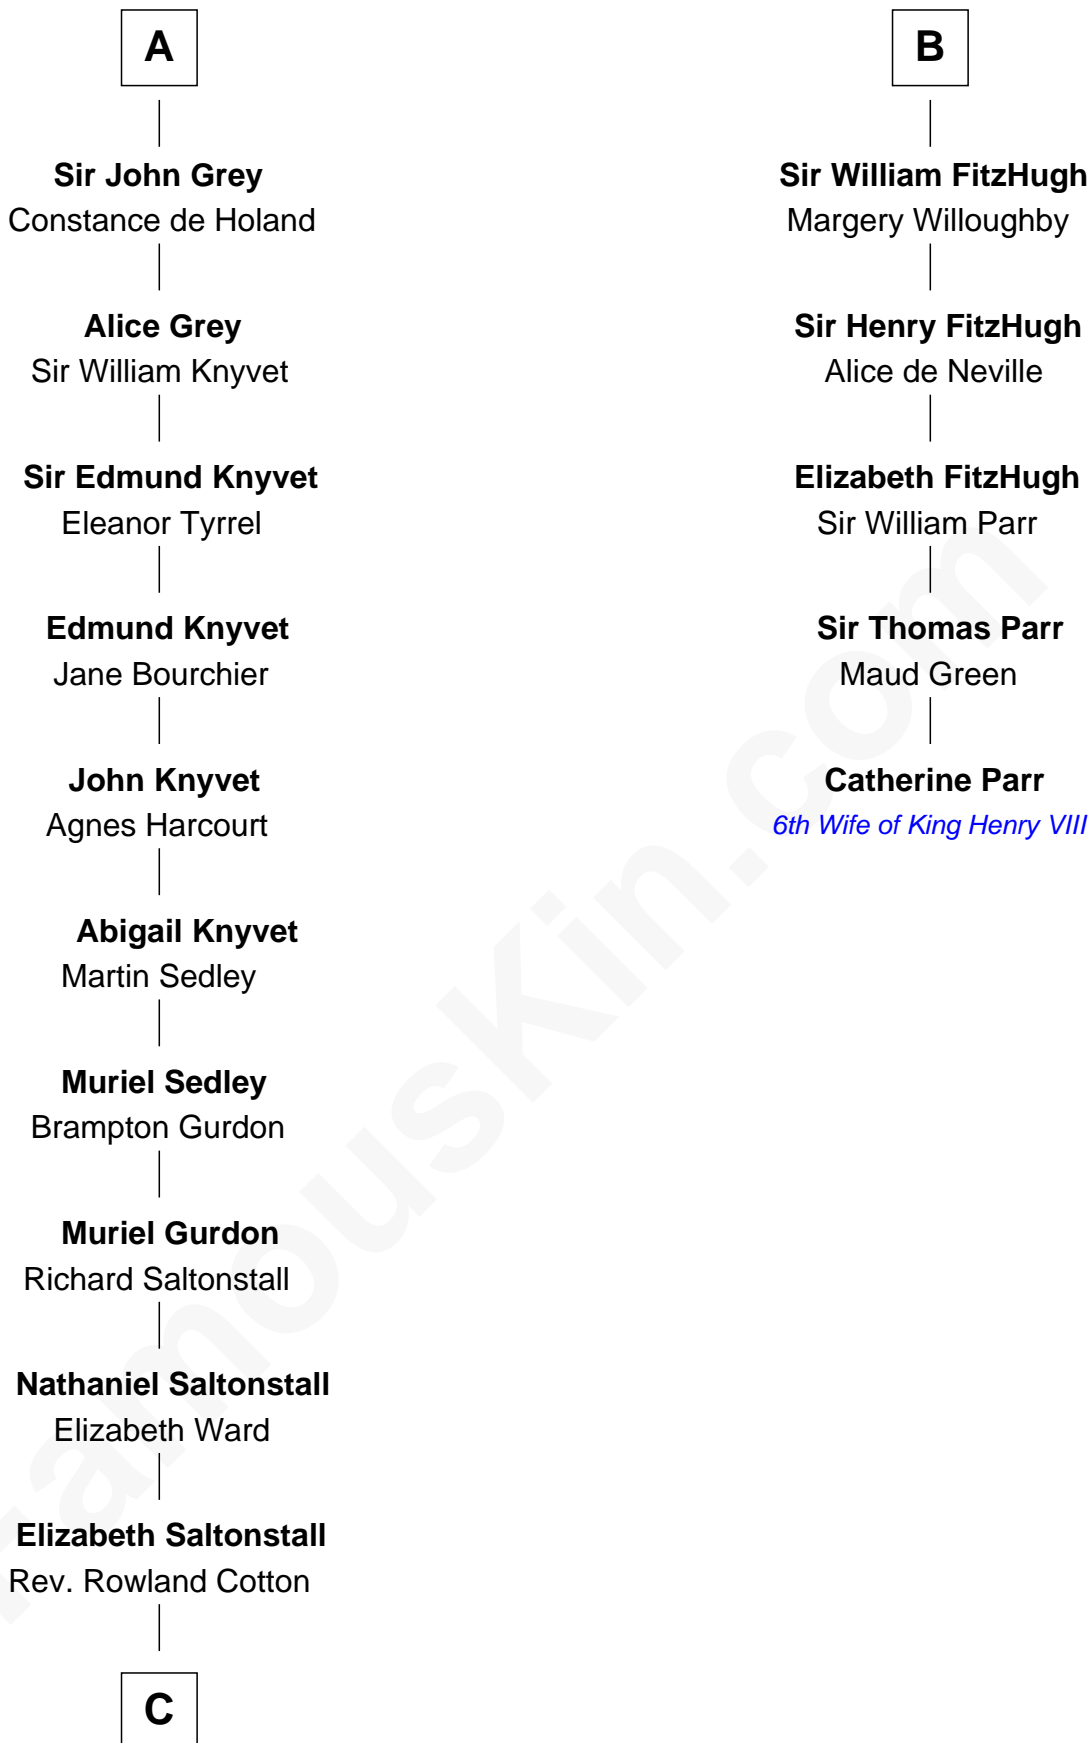 A
Sir John Grey
Constance de Holand
Alice Grey
Sir William Knyvet
Sir Edmund Knyvet
Eleanor Tyrrel
Edmund Knyvet
Jane Bourchier
John Knyvet
Agnes Harcourt
Abigail Knyvet
Martin Sedley
Muriel Sedley
Brampton Gurdon
Muriel Gurdon
Richard Saltonstall
Nathaniel Saltonstall
Elizabeth Ward
Elizabeth Saltonstall
Rev. Rowland Cotton
C
B
Sir William FitzHugh
Margery Willoughby
Sir Henry FitzHugh
Alice de Neville
Elizabeth FitzHugh
Sir William Parr
Sir Thomas Parr
Maud Green
Catherine Parr
6th Wife of King Henry VIII
FamousKin.com